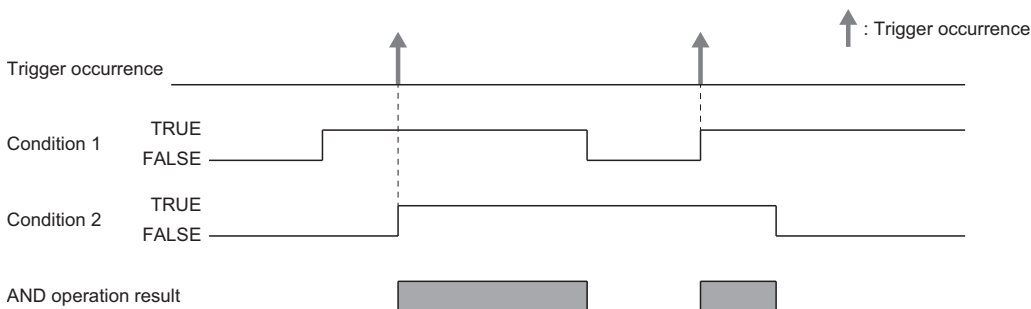 : Trigger occurrence
Trigger occurrence
Condition 1
TRUE
FALSE
Condition 2
TRUE
FALSE
AND operation result